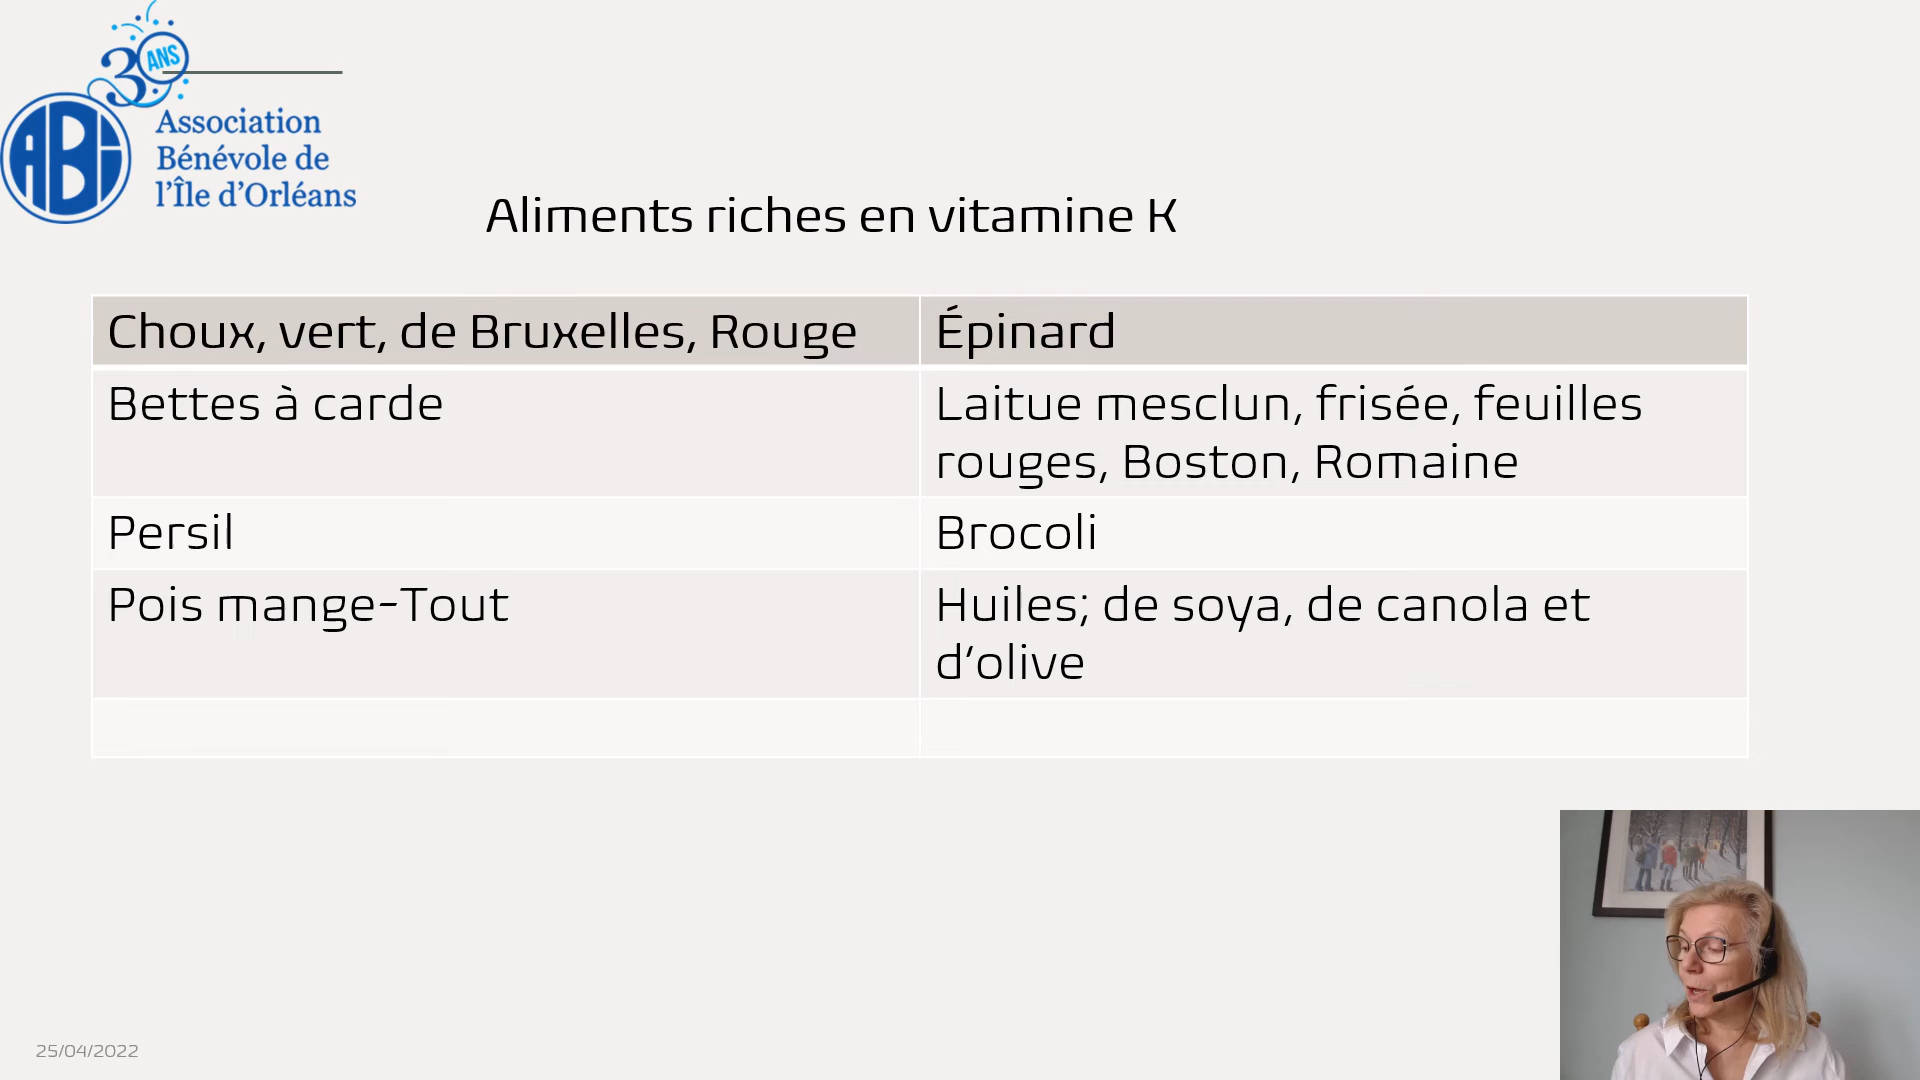 30 ANS
ABI
Association
Bénévole de
l'Île d'Orléans
Aliments riches en vitamine K
Choux, vert, de Bruxelles, Rouge
Épinard
Bettes à carde
Laitue mesclun, frisée, feuilles
rouges, Boston, Romaine
Persil
Brocoli
Pois mange-Tout
Huiles; de soya, de canola et
d'olive
25/04/2022